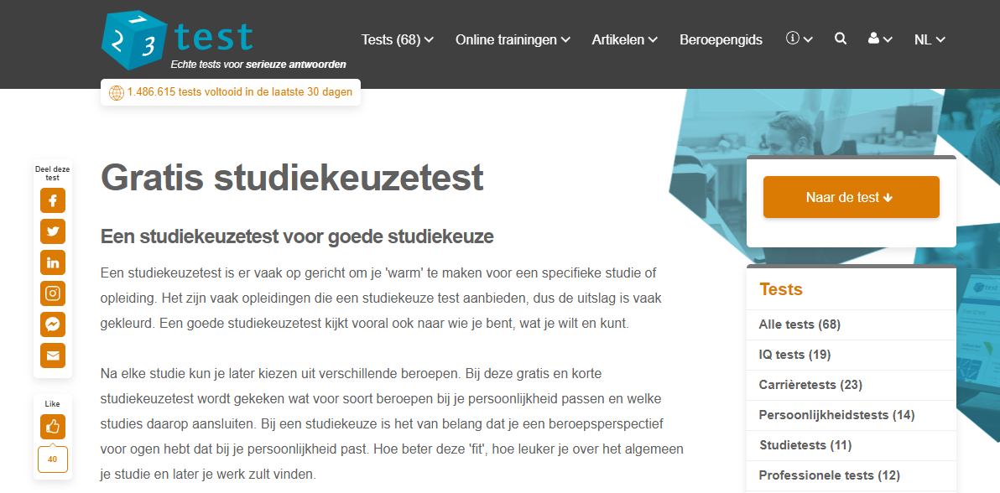 1
2
3
test
Echte tests voor serieuze antwoorden
Tests (68)
Online trainingen
Artikelen
Beroepengids
NL
1.486.615 tests voltooid in de laatste 30 dagen
Deel deze
test
Like
40
Gratis studiekeuzetest
Een studiekeuzetest voor goede studiekeuze
Een studiekeuzetest is er vaak op gericht om je 'warm' te maken voor een specifieke studie of
opleiding. Het zijn vaak opleidingen die een studiekeuze test aanbieden, dus de uitslag is vaak
gekleurd. Een goede studiekeuzetest kijkt vooral ook naar wie je bent, wat je wilt en kunt.
Na elke studie kun je later kiezen uit verschillende beroepen. Bij deze gratis en korte
studiekeuzetest wordt gekeken wat voor soort beroepen bij je persoonlijkheid passen en welke
studies daarop aansluiten. Bij een studiekeuze is het van belang dat je een beroepsperspectief
voor ogen hebt dat bij je persoonlijkheid past. Hoe beter deze 'fit', hoe leuker je over het algemeen
je studie en later je werk zult vinden.
Naar de test
Tests
Alle tests (68)
IQ tests (19)
Carrièretests (23)
Persoonlijkheidstests (14)
Studietests (11)
Professionele tests (12)